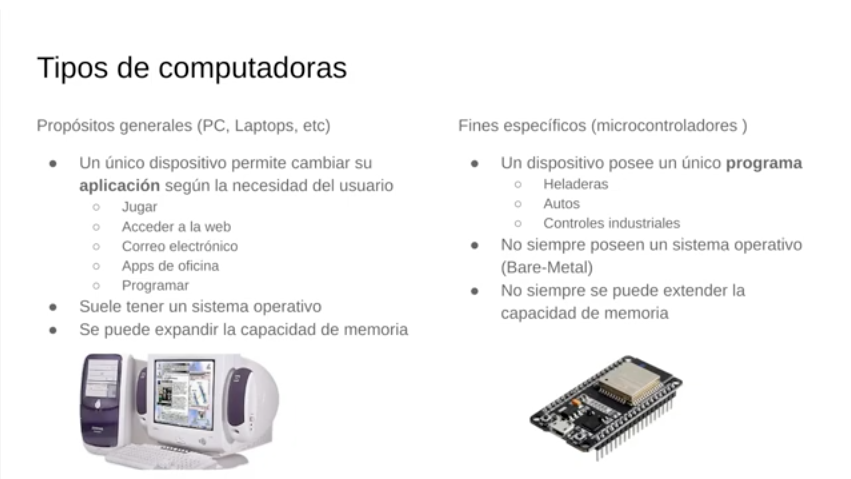 Tipos de computadoras
Propósitos generales (PC, Laptops, etc)
● Un único dispositivo permite cambiar su
aplicación según la necesidad del usuario
○ Jugar
○ Acceder a la web
○ Correo electrónico
○ Apps de oficina
○ Programar
● Suele tener un sistema operativo
● Se puede expandir la capacidad de memoria
Fines específicos (microcontroladores )
● Un dispositivo posee un único programa
○ Heladeras
○ Autos
○ Controles industriales
● No siempre poseen un sistema operativo
(Bare-Metal)
● No siempre se puede extender la
capacidad de memoria